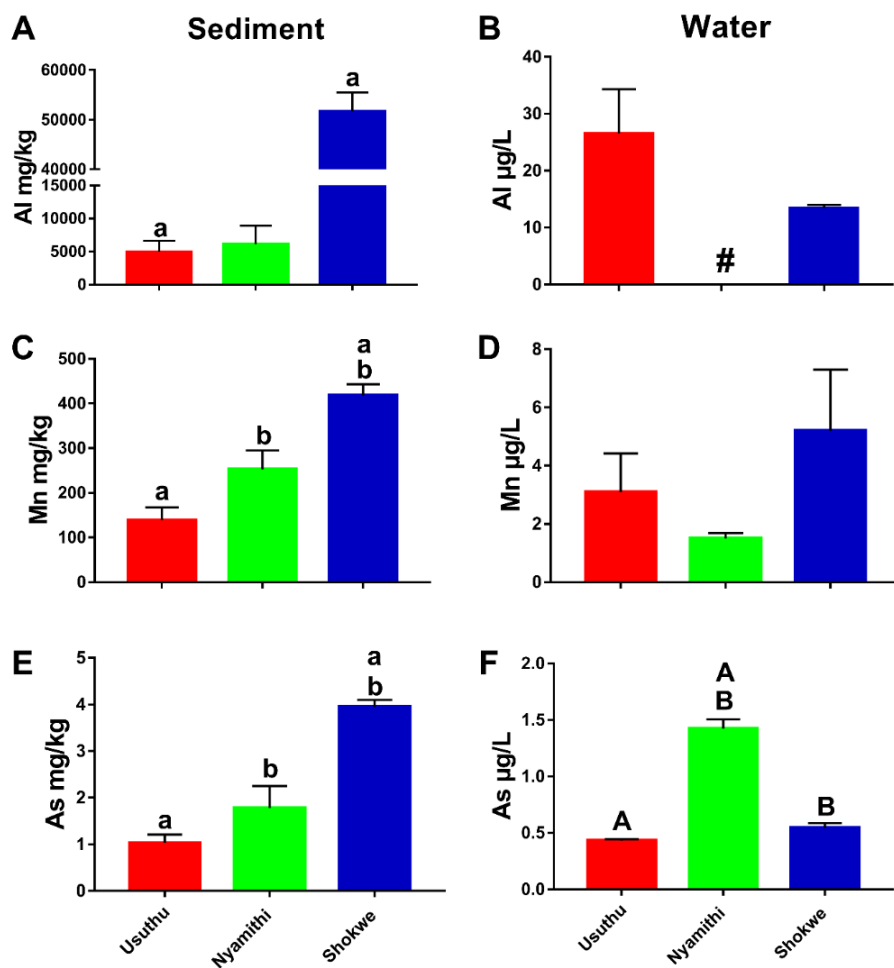 A
Sediment
B
Water
Al mg/kg
60000
50000
40000
15000
10000
5000
0
a
a
Al µg/L
40
30
20
10
0
#
C
Mn mg/kg
500
400
300
200
100
0
a
b
a
b
D
Mn µg/L
8
6
4
2
0
E
As mg/kg
5
4
3
2
1
0
a
b
a
b
Usuthu
Nyamithi
Shokwe
F
As µg/L
2.0
1.5
1.0
0.5
0.0
A
A
B
B
Usuthu
Nyamithi
Shokwe